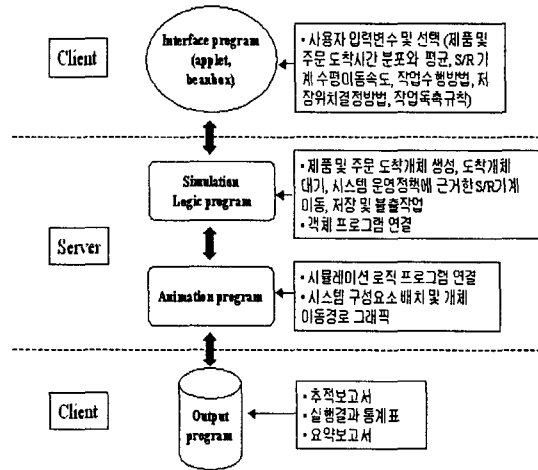 Client
Interface program
(applet,
beanbox)
• 사용자 입력변수 및 선택 (제품 및
주문 도착시간 분포와 평균, S/R 기
계 수평이동속도, 작업수행방법, 저
장위치결정방법, 작업독촉규칙)
Server
Simulation
Logic program
• 제품 및 주문 도착개체 생성, 도착개체
대기, 시스템 운영정책에 근거한 S/R기계
이동, 저장 및 불출작업
• 객체 프로그램 연결
Animation program
• 시뮬레이션 로직 프로그램 연결
• 시스템 구성요소 배치 및 개체
이동경로 그래픽
Client
Output
program
• 추적보고서
• 실행결과 통계표
• 요약보고서